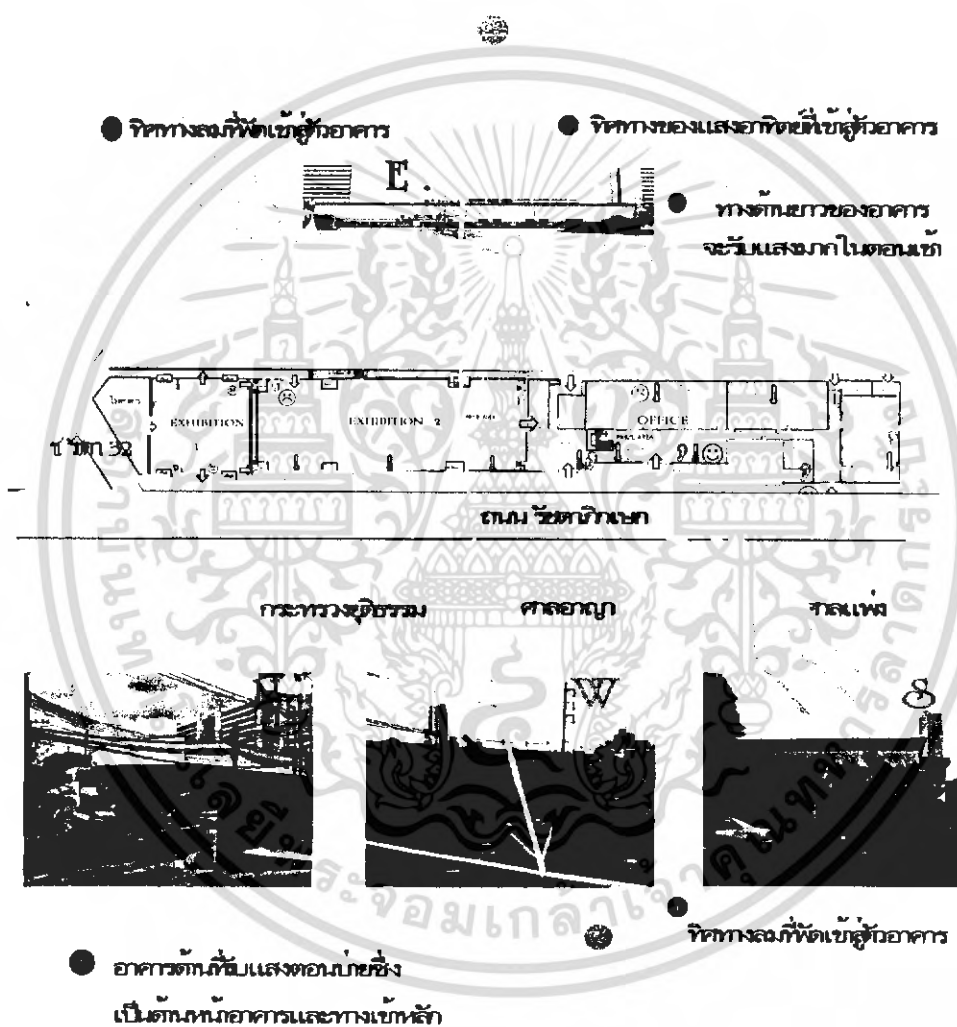 ทิศทางลมที่พัดเข้าสู่ตัวอาคาร
ทิศทางของแสงอาทิตย์ที่เข้าสู่ตัวอาคาร
E
ทางด้านยาวของอาคาร
จะรับแสงมากในตอนเช้า
EXHIBITION
1
EXHIBITION 2
OFFICE
32
ถนน รัชดาภิเษก
กระทรวงยุติธรรม
ศาลอาญา
ศาลแพ่ง
N
W
S
ทิศทางลมที่พัดเข้าสู่ตัวอาคาร
อาคารด้านที่รับแสงตอนบ่ายซึ่ง
เป็นด้านหน้าอาคารและทางเข้าหลัก